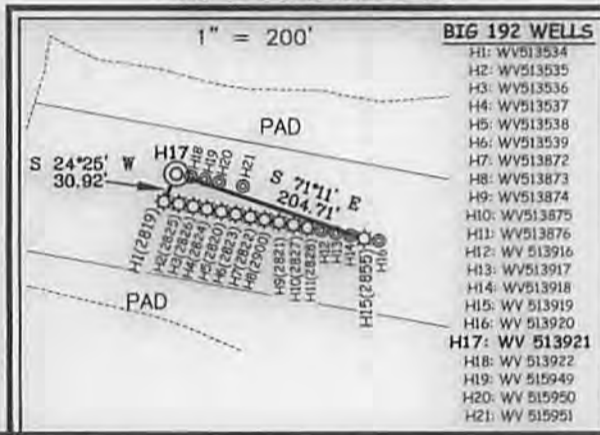 1" = 200'
PAD
S 24°25' W
30.92'
H17
H18
H19
H20
H21
S 71°11' E
204.71'
H1(2819)
H2(2825)
H3(2826)
H4(2824)
H5(2820)
H6(2823)
H7(2822)
H8(2900)
H9(2821)
H10(2827)
H11(2828)
H12
H13
H14
H15(2855)
H16
PAD
BIG 192 WELLS
H1: WV513534
H2: WV513535
H3: WV513536
H4: WV513537
H5: WV513538
H6: WV513539
H7: WV513872
H8: WV513873
H9: WV513874
H10: WV513875
H11: WV513876
H12: WV 513916
H13: WV513917
H14: WV513918
H15: WV 513919
H16: WV 513920
H17: WV 513921
H18: WV 513922
H19: WV 515949
H20: WV 515950
H21: WV 515951